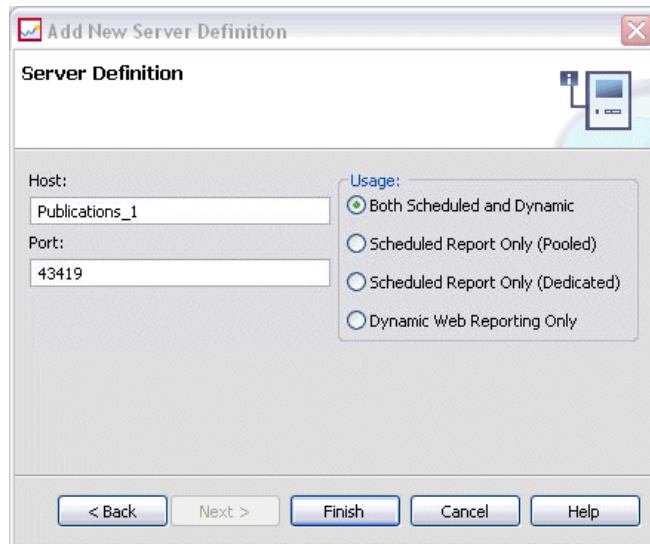 Add New Server Definition
Server Definition
Host:
Publications_1
Port:
43419
Usage:
Both Scheduled and Dynamic
Scheduled Report Only (Pooled)
Scheduled Report Only (Dedicated)
Dynamic Web Reporting Only
< Back
Next >
Finish
Cancel
Help